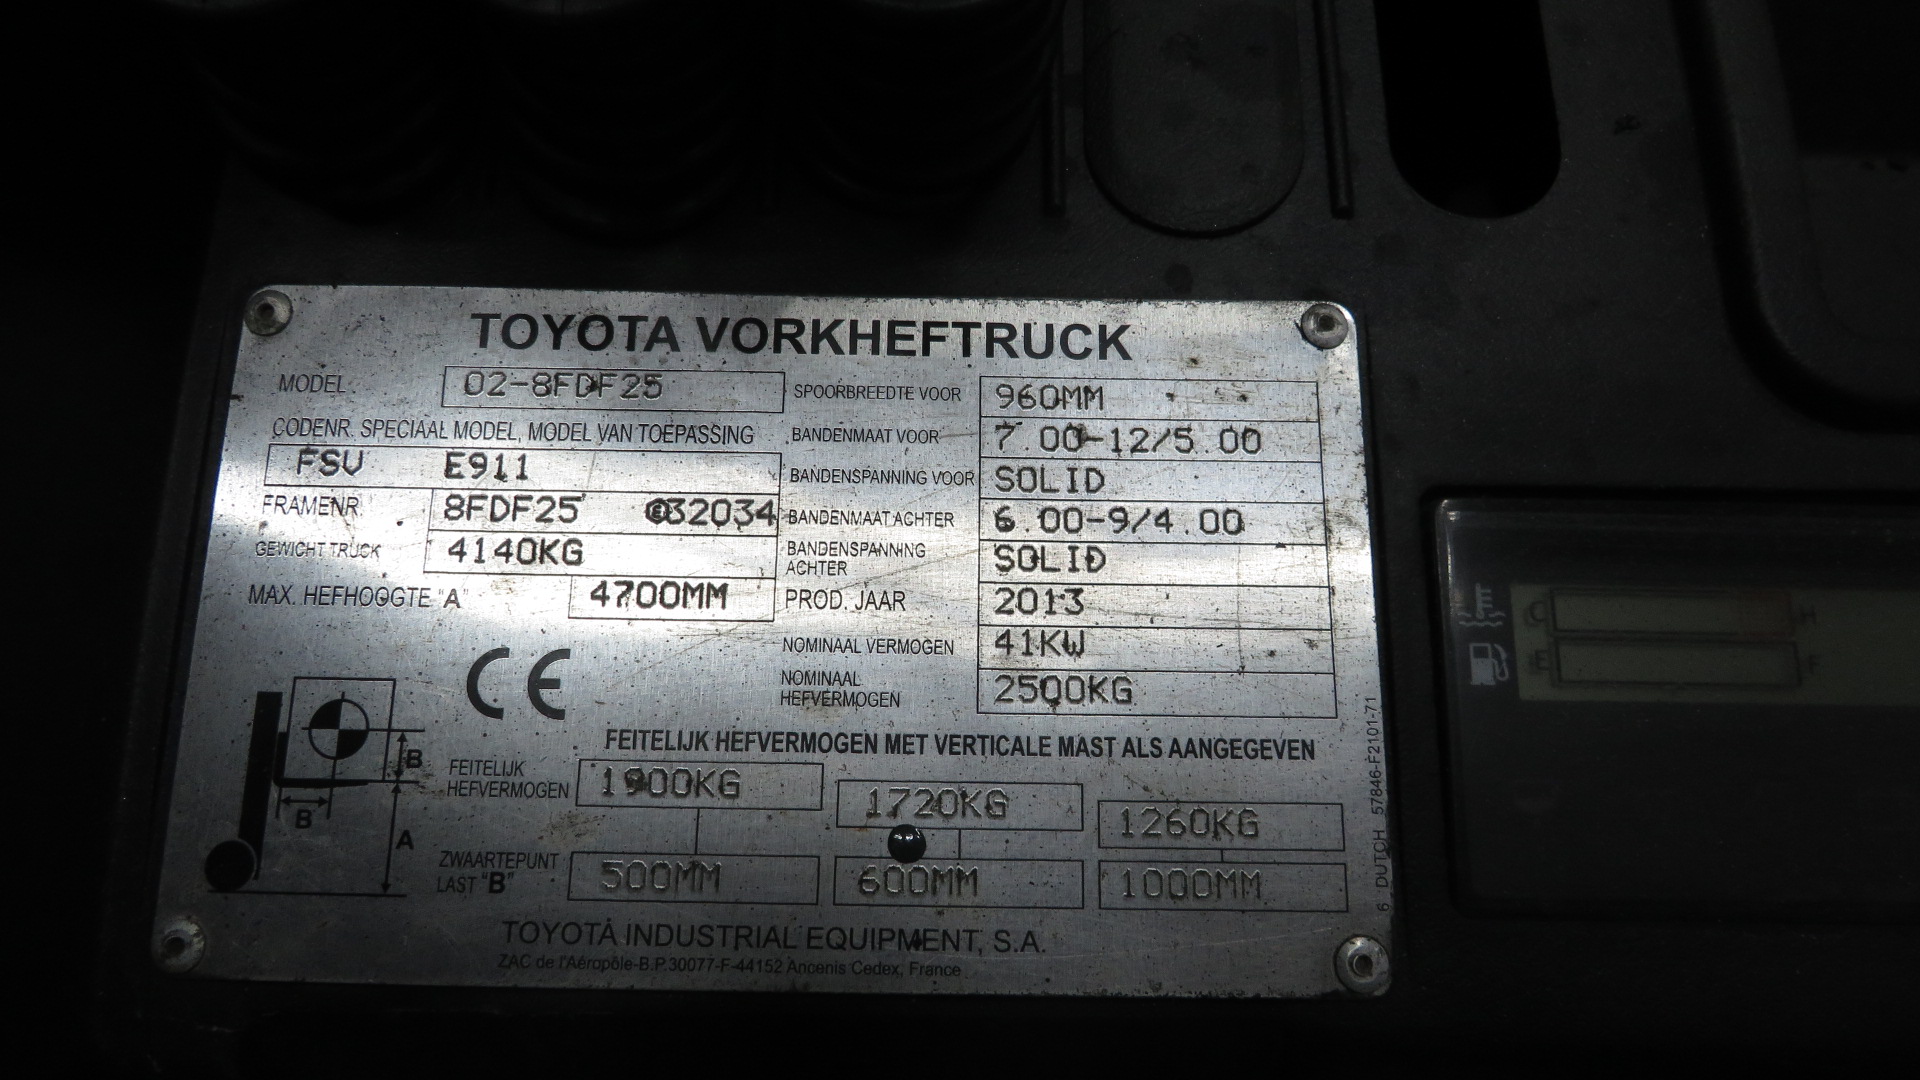 TOYOTA VORKHEFTRUCK
MODEL 02-8FDF25
CODENR. SPECIAAL MODEL, MODEL VAN TOEPASSING
FSV E911
FRAMENR. 8FDF25 32034
GEWICHT TRUCK 4140KG
MAX. HEFHOOGTE "A" 4700MM
SPOORBREEDTE VOOR 960MM
BANDENMAAT VOOR 7.00-12/5.00
BANDENSPANNING VOOR SOLID
BANDENMAAT ACHTER 6.00-9/4.00
BANDENSPANNING ACHTER SOLID
PROD. JAAR 2013
NOMINAAL VERMOGEN 41KW
NOMINAAL HEFVERMOGEN 2500KG
CE
B
B
A
FEITELIJK HEFVERMOGEN MET VERTICALE MAST ALS AANGEGEVEN
FEITELIJK HEFVERMOGEN 1900KG 1720KG 1260KG
ZWAARTEPUNT LAST "B" 500MM 600MM 1000MM
TOYOTA INDUSTRIAL EQUIPMENT, S.A.
ZAC de l'Aéropôle-B.P.30077-F-44152 Ancenis Cedex, France
6 DUTCH 57846-F2101-71
C H
E F